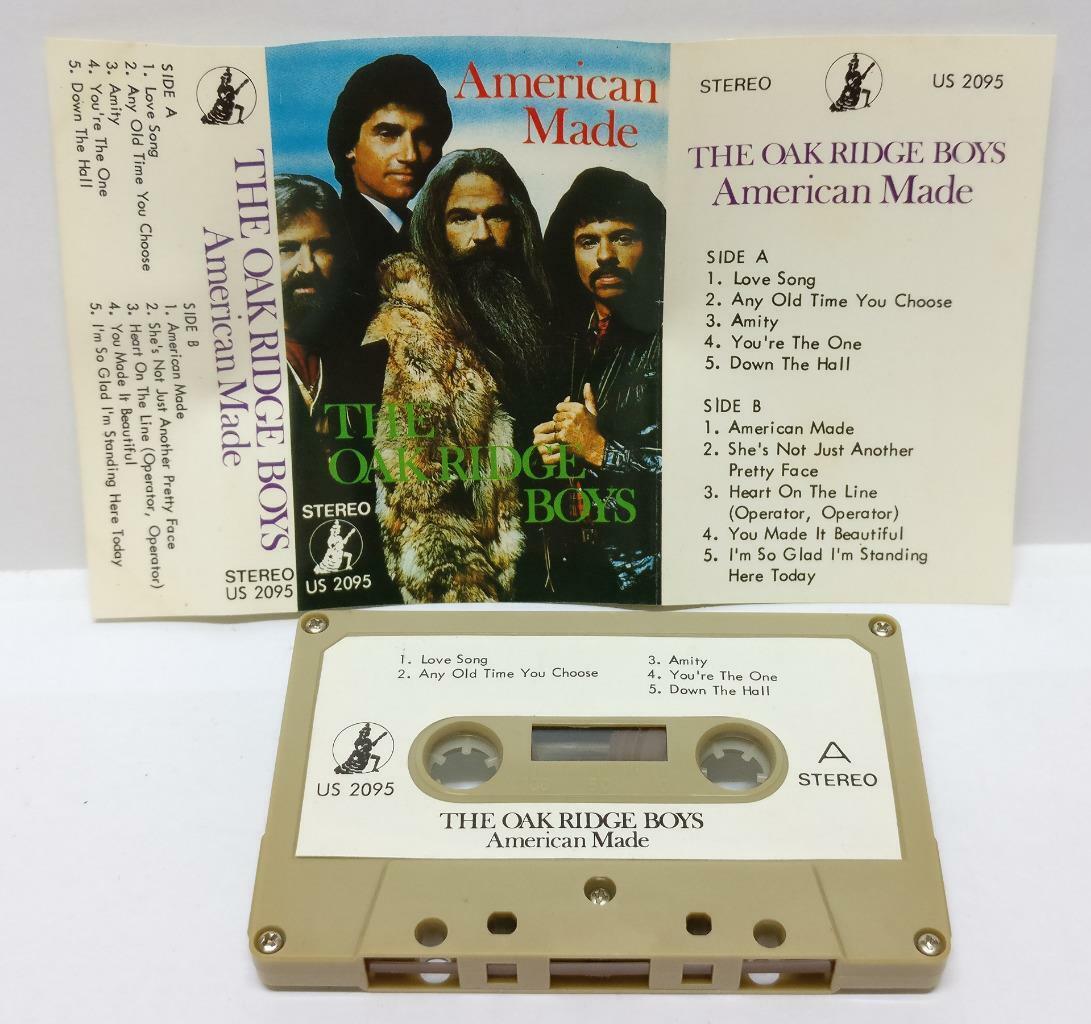 SIDE A
1. Love Song
2. Any Old Time You Choose
3. Amity
4. You're The One
5. Down The Hall
SIDE B
1. American Made
2. She's Not Just Another Pretty Face
3. Heart On The Line (Operator, Operator)
4. You Made It Beautiful
5. I'm So Glad I'm Standing Here Today
THE OAK RIDGE BOYS
American Made
STEREO
US 2095
American
Made
THE
OAK RIDGE
BOYS
STEREO
US 2095
STEREO
US 2095
THE OAK RIDGE BOYS
American Made
SIDE A
1. Love Song
2. Any Old Time You Choose
3. Amity
4. You're The One
5. Down The Hall
SIDE B
1. American Made
2. She's Not Just Another
Pretty Face
3. Heart On The Line
(Operator, Operator)
4. You Made It Beautiful
5. I'm So Glad I'm Standing
Here Today
1. Love Song
2. Any Old Time You Choose
3. Amity
4. You're The One
5. Down The Hall
US 2095
A
STEREO
THE OAK RIDGE BOYS
American Made